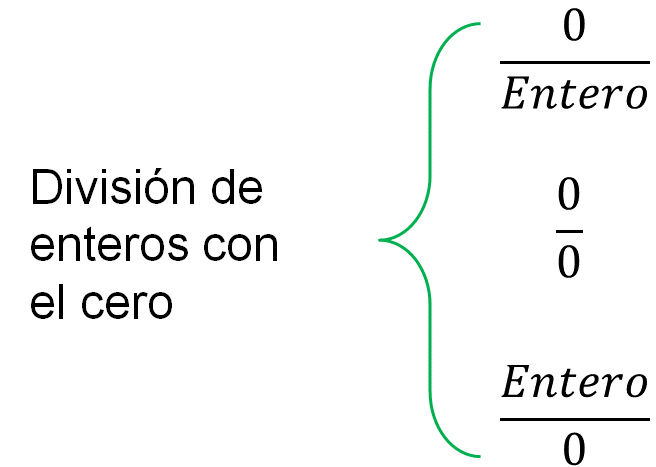 División de
enteros con
el cero
0
Entero
0
0
Entero
0